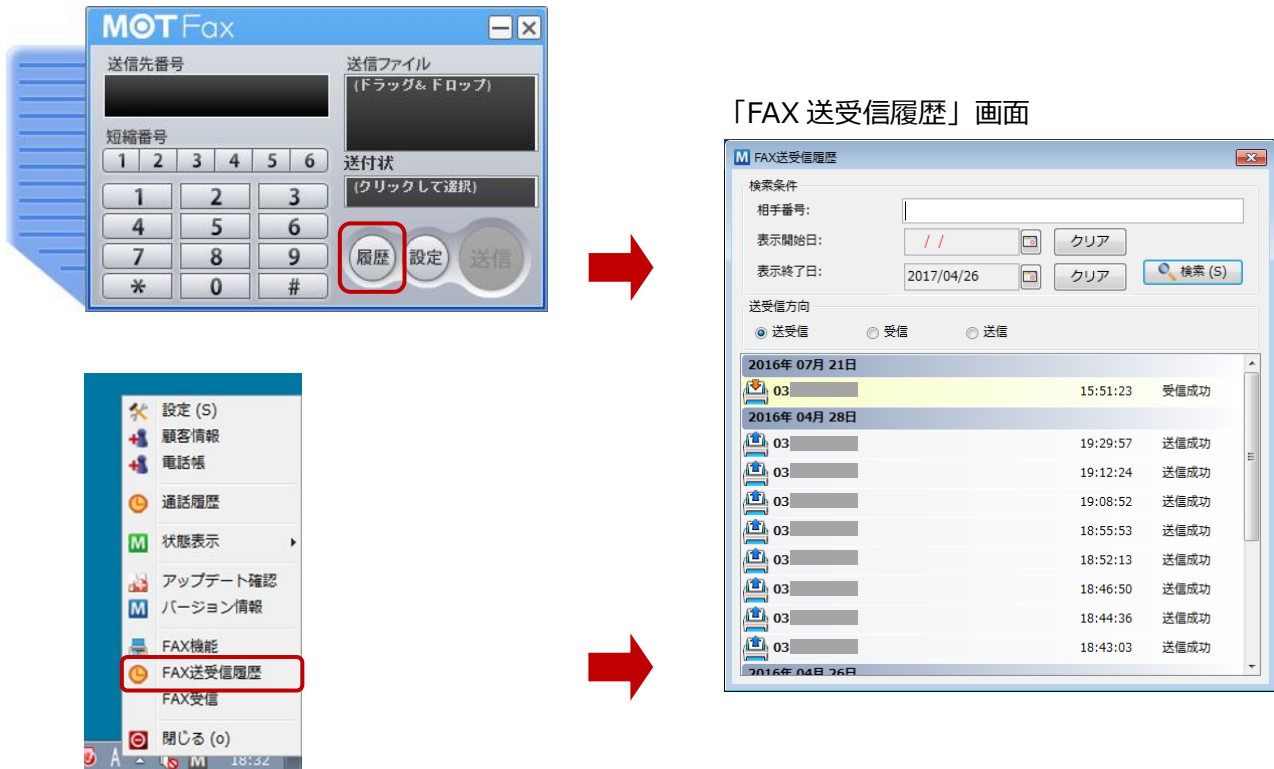 MOT Fax
送信先番号
送信ファイル
(ドラッグ& ドロップ)
短縮番号
1 2 3 4 5 6
送付状
(クリックして選択)
1 2 3
4 5 6
7 8 9
* 0 #
履歴 設定 送信
「FAX 送受信履歴」画面
M FAX送受信履歴
検索条件
相手番号:
表示開始日: / / クリア
表示終了日: 2017/04/26 クリア 検索 (S)
送受信方向
送受信 受信 送信
2016年 07月 21日
03 15:51:23 受信成功
2016年 04月 28日
03 19:29:57 送信成功
03 19:12:24 送信成功
03 19:08:52 送信成功
03 18:55:53 送信成功
03 18:52:13 送信成功
03 18:46:50 送信成功
03 18:44:36 送信成功
03 18:43:03 送信成功
2016年 04月 26日
設定 (S)
顧客情報
電話帳
通話履歴
M 状態表示
アップデート確認
M バージョン情報
FAX機能
FAX送受信履歴
FAX受信
閉じる (o)
A M 18:32